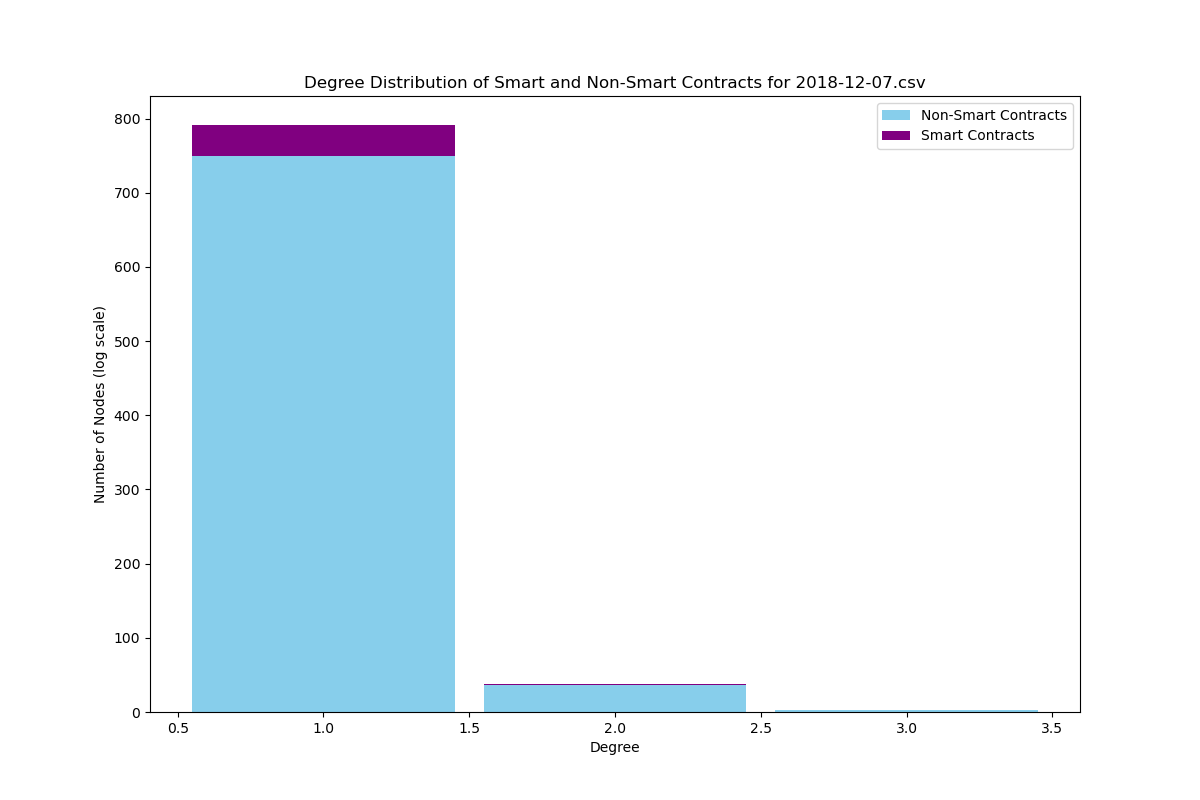 Degree Distribution of Smart and Non-Smart Contracts for 2018-12-07.csv
Non-Smart Contracts
Smart Contracts
Number of Nodes (log scale)
800
700
600
500
400
300
200
100
0
0.5 1.0 1.5 2.0 2.5 3.0 3.5
Degree